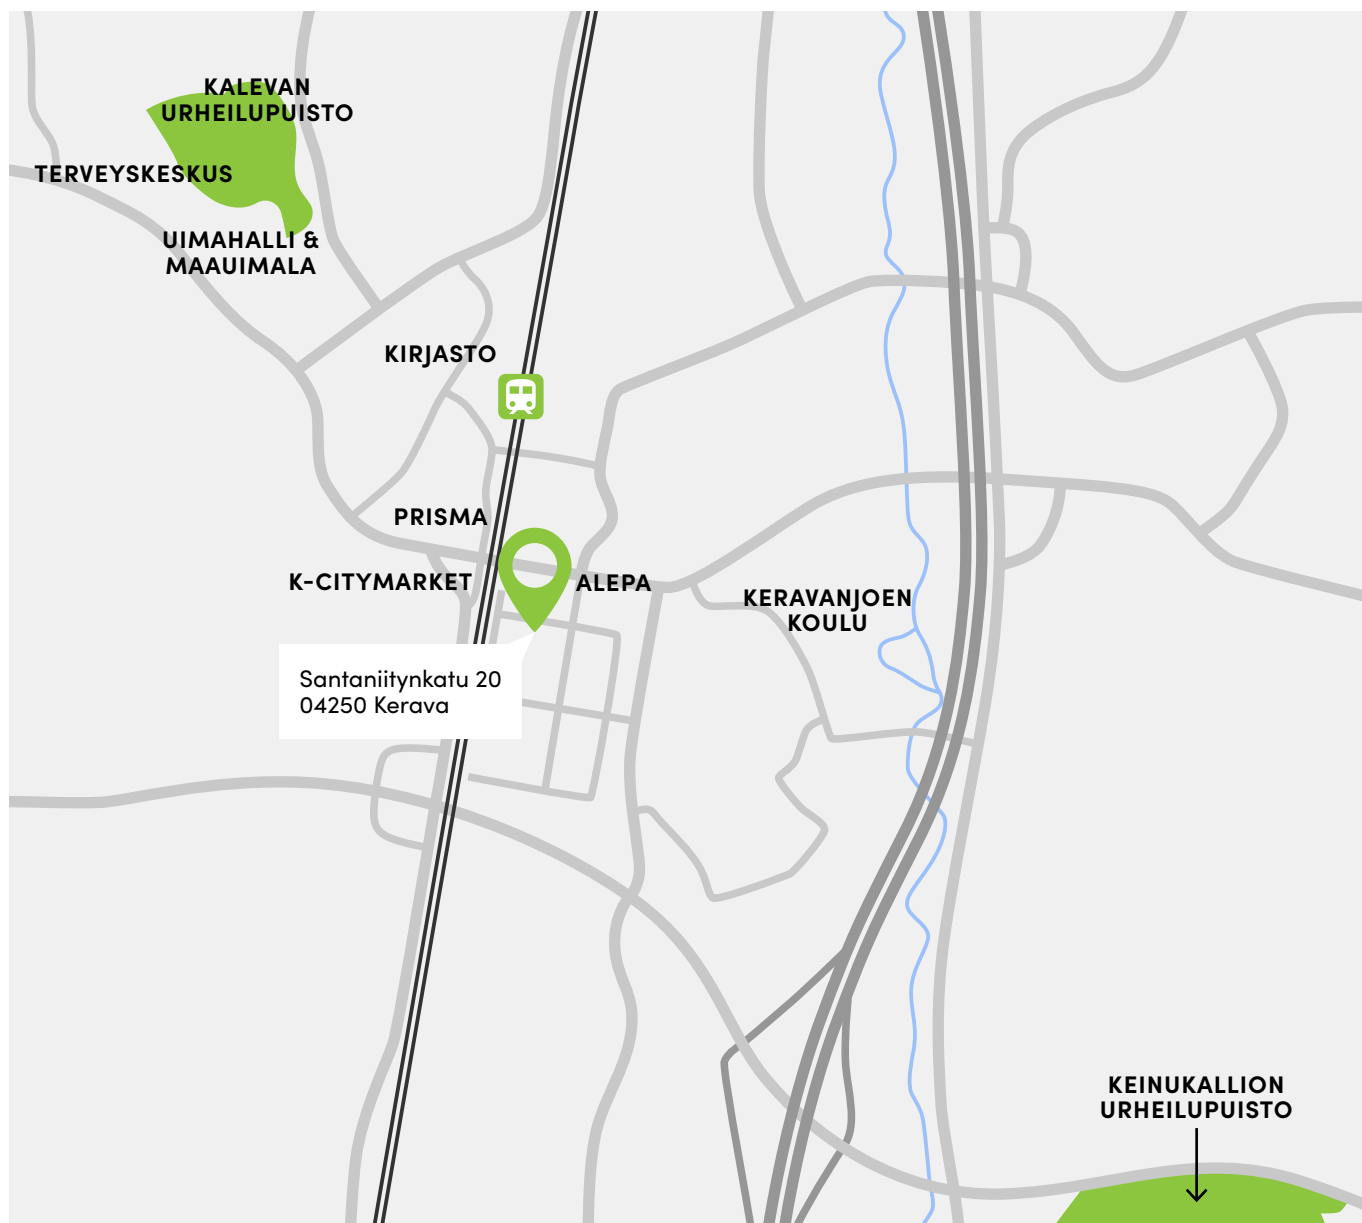 KALEVAN
URHEILUPUISTO
TERVEYSKESKUS
UIMAHALLI &
MAAUIMALA
KIRJASTO
PRISMA
K-CITYMARKET
ALEPA
KERAVANJOEN
KOULU
Santaniitynkatu 20
04250 Kerava
KEINUKALLION
URHEILUPUISTO